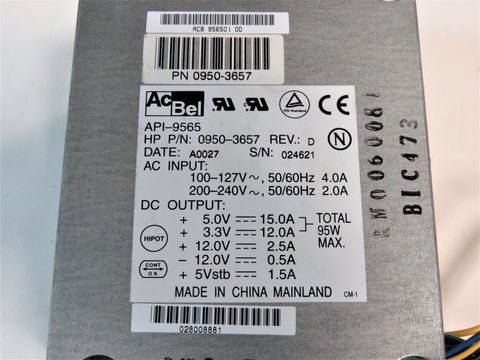 ACB 956501 00
PN 0950-3657
AcBel
API-9565
HP P/N: 0950-3657 REV.: D
DATE: A0027 S/N: 024621
AC INPUT:
100-127V~, 50/60Hz 4.0A
200-240V~, 50/60Hz 2.0A
DC OUTPUT:
+ 5.0V 15.0A
+ 3.3V 12.0A
+ 12.0V 2.5A
- 12.0V 0.5A
+ 5Vstb 1.5A
TOTAL
95W
MAX.
HIPOT
CONT
OK
N
MADE IN CHINA MAINLAND CM-1
028008881
BIC473